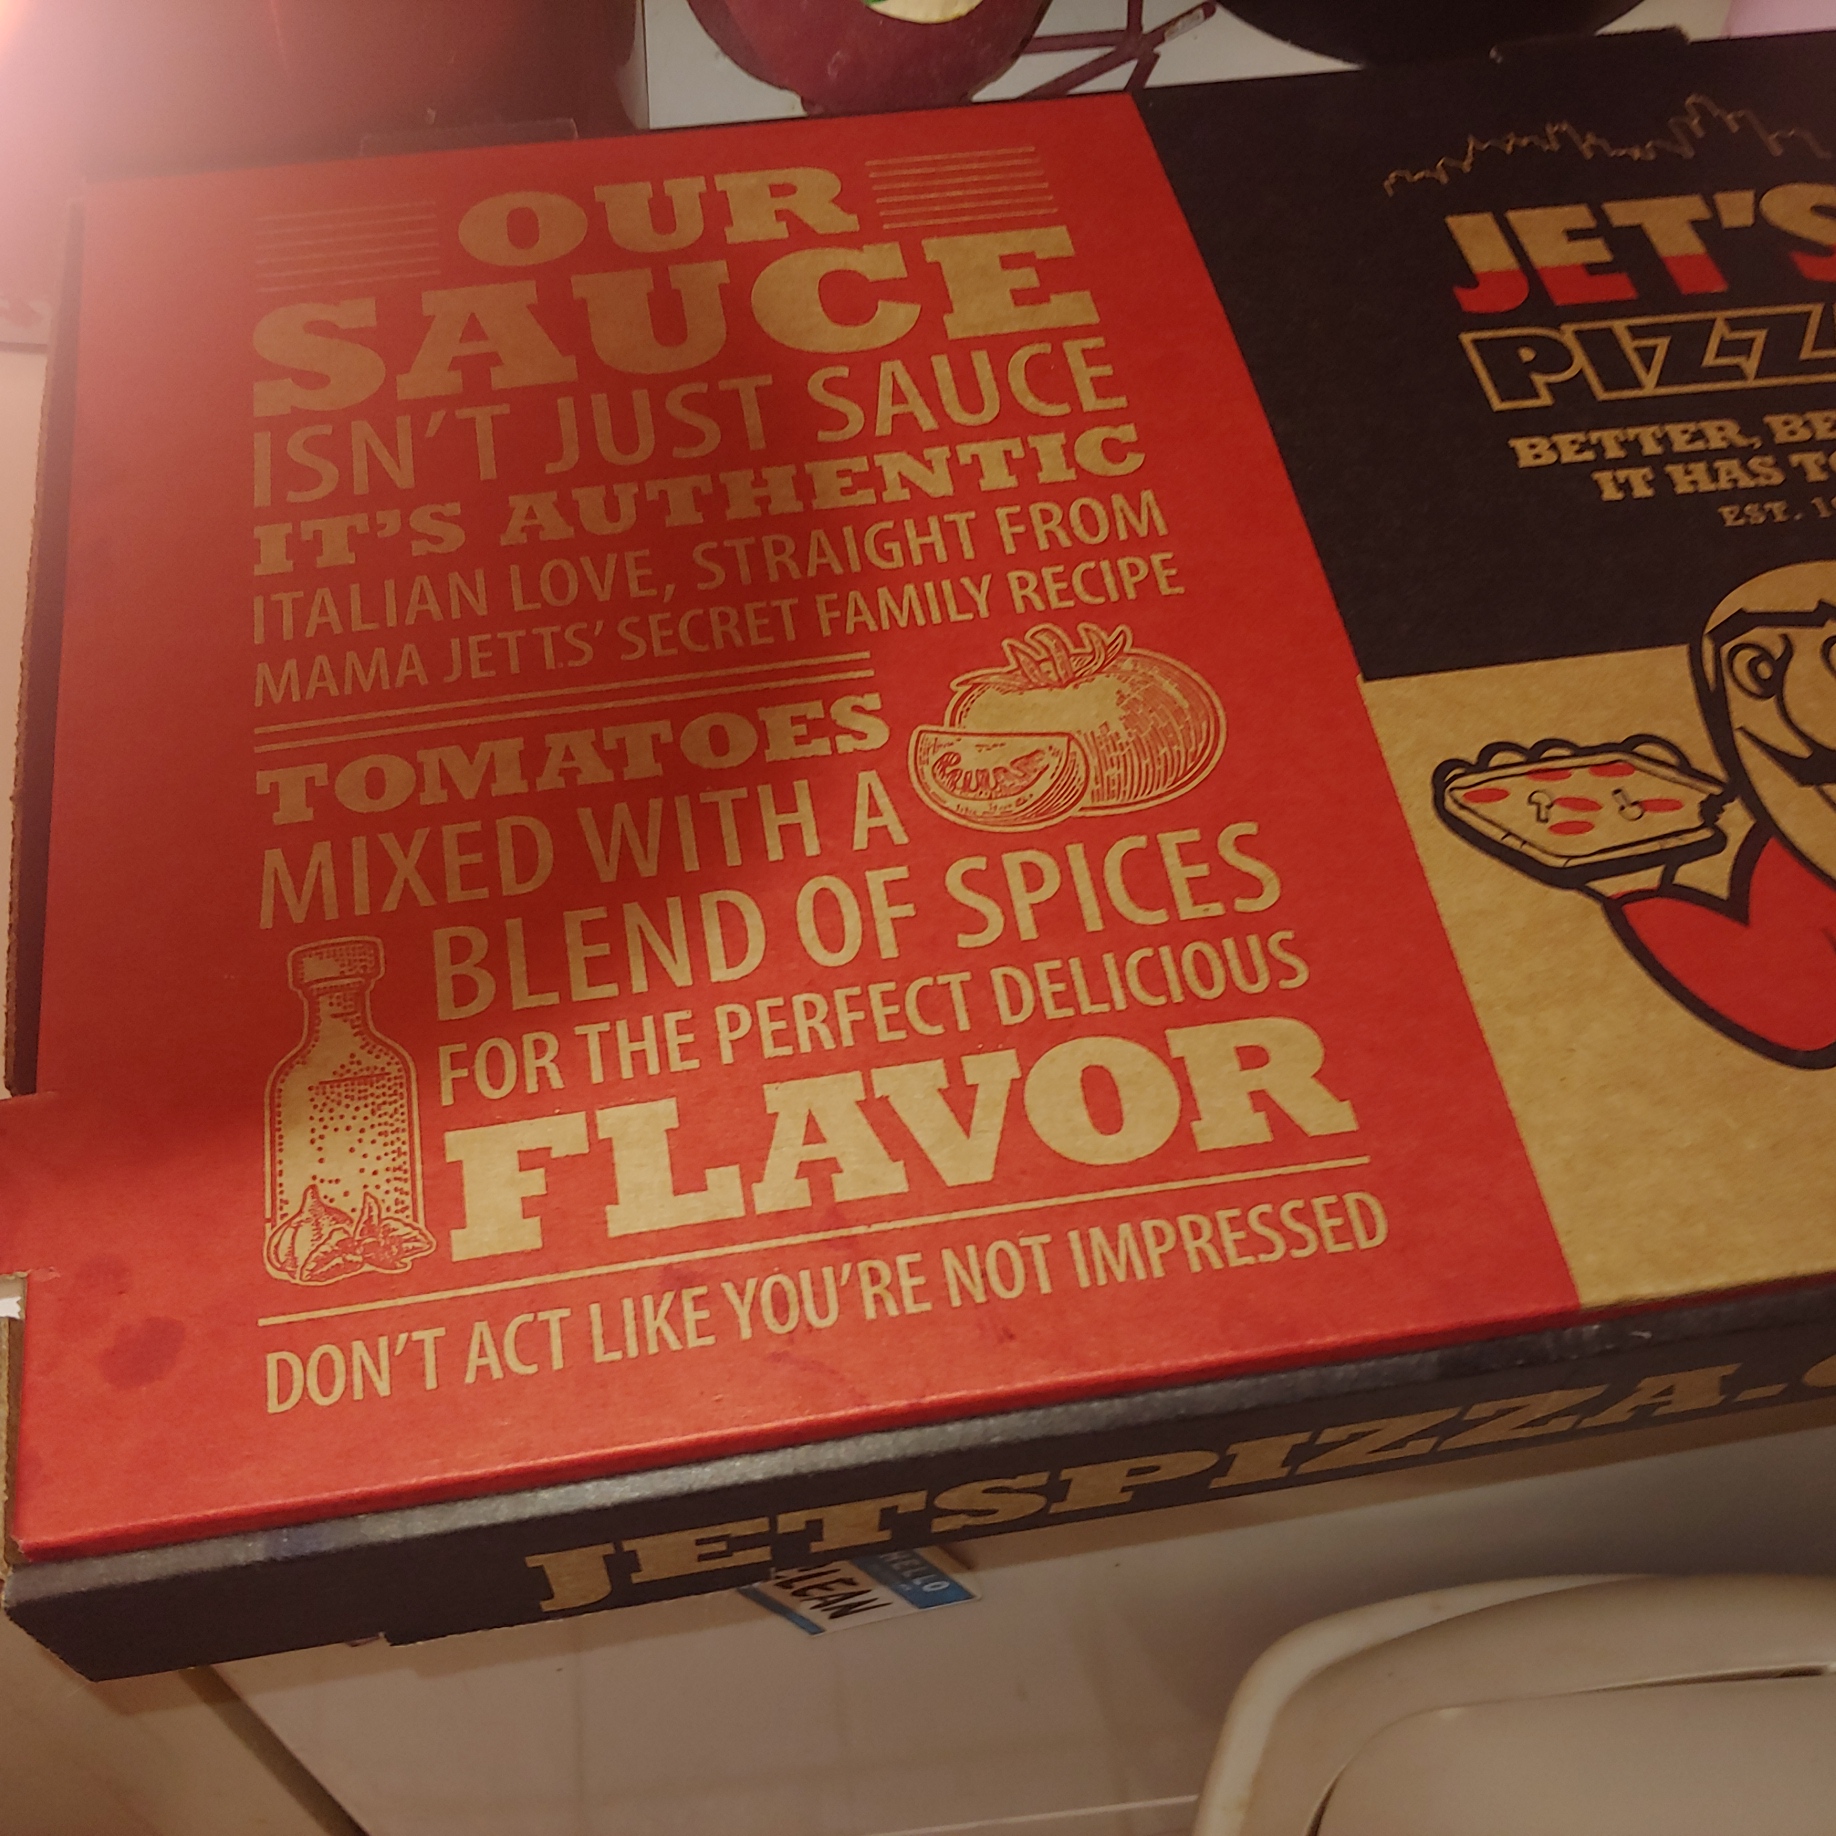 OUR
SAUCE
ISN'T JUST SAUCE
IT'S AUTHENTIC
ITALIAN LOVE, STRAIGHT FROM
MAMA JETTS' SECRET FAMILY RECIPE
TOMATOES
MIXED WITH A
BLEND OF SPICES
FOR THE PERFECT DELICIOUS
FLAVOR
DON'T ACT LIKE YOU'RE NOT IMPRESSED
JET'S
PIZZ
BETTER,
IT HAS
EST.
JETSPIZZA.
HELLO
CLEAN